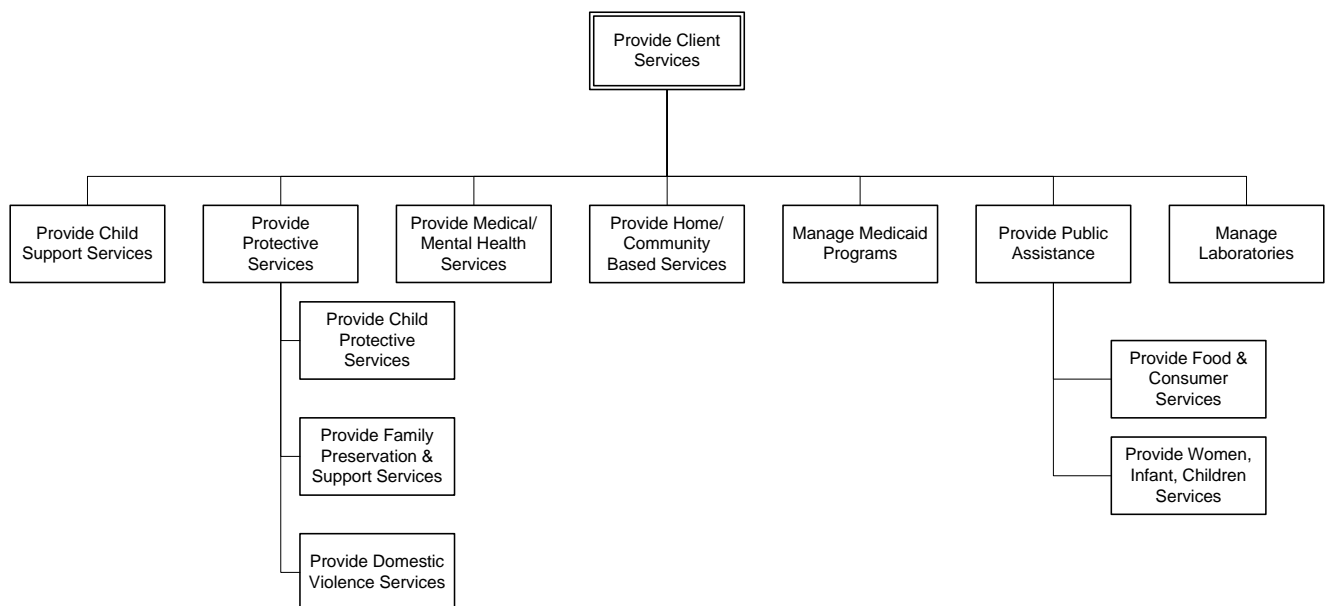 Provide Client
Services
Provide Child
Support Services
Provide
Protective
Services
Provide Medical/
Mental Health
Services
Provide Home/
Community
Based Services
Manage Medicaid
Programs
Provide Public
Assistance
Manage
Laboratories
Provide Child
Protective
Services
Provide Family
Preservation &
Support Services
Provide Domestic
Violence Services
Provide Food &
Consumer
Services
Provide Women,
Infant, Children
Services